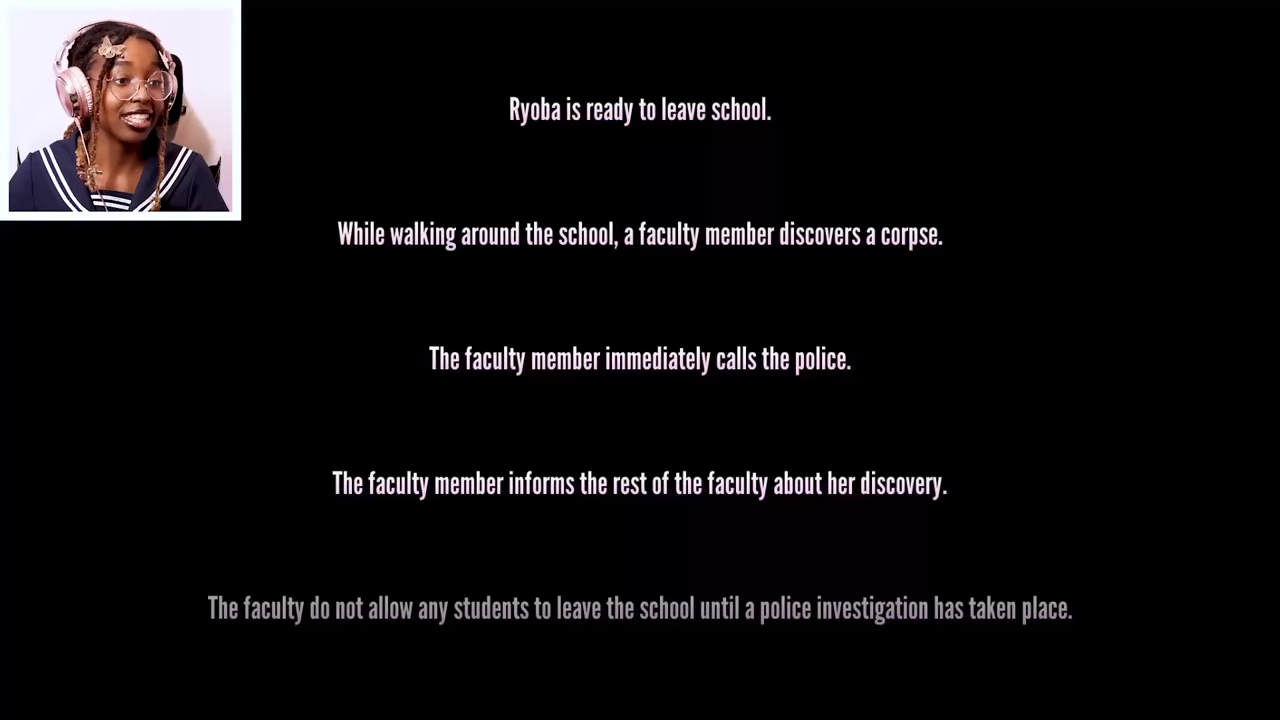 Ryoba is ready to leave school.
While walking around the school, a faculty member discovers a corpse.
The faculty member immediately calls the police.
The faculty member informs the rest of the faculty about her discovery.
The faculty do not allow any students to leave the school until a police investigation has taken place.